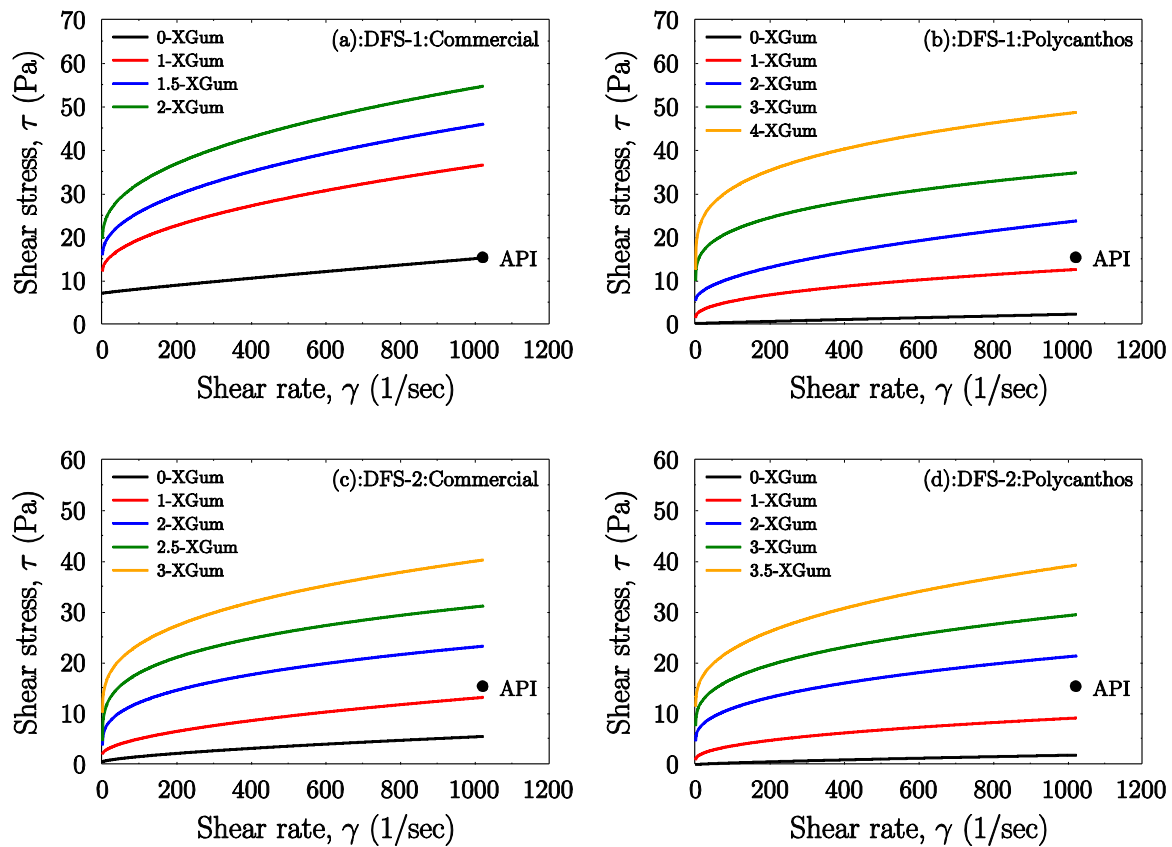 (a):DFS-1:Commercial
0-XGum
1-XGum
1.5-XGum
2-XGum
API
70
60
50
40
30
20
10
0
0 200 400 600 800 1000 1200
Shear stress, τ (Pa)
Shear rate, γ (1/sec)
(b):DFS-1:Polycanthos
0-XGum
1-XGum
2-XGum
3-XGum
4-XGum
API
70
60
50
40
30
20
10
0
0 200 400 600 800 1000 1200
Shear stress, τ (Pa)
Shear rate, γ (1/sec)
(c):DFS-2:Commercial
0-XGum
1-XGum
2-XGum
2.5-XGum
3-XGum
API
60
50
40
30
20
10
0
0 200 400 600 800 1000 1200
Shear stress, τ (Pa)
Shear rate, γ (1/sec)
(d):DFS-2:Polycanthos
0-XGum
1-XGum
2-XGum
3-XGum
3.5-XGum
API
60
50
40
30
20
10
0
0 200 400 600 800 1000 1200
Shear stress, τ (Pa)
Shear rate, γ (1/sec)